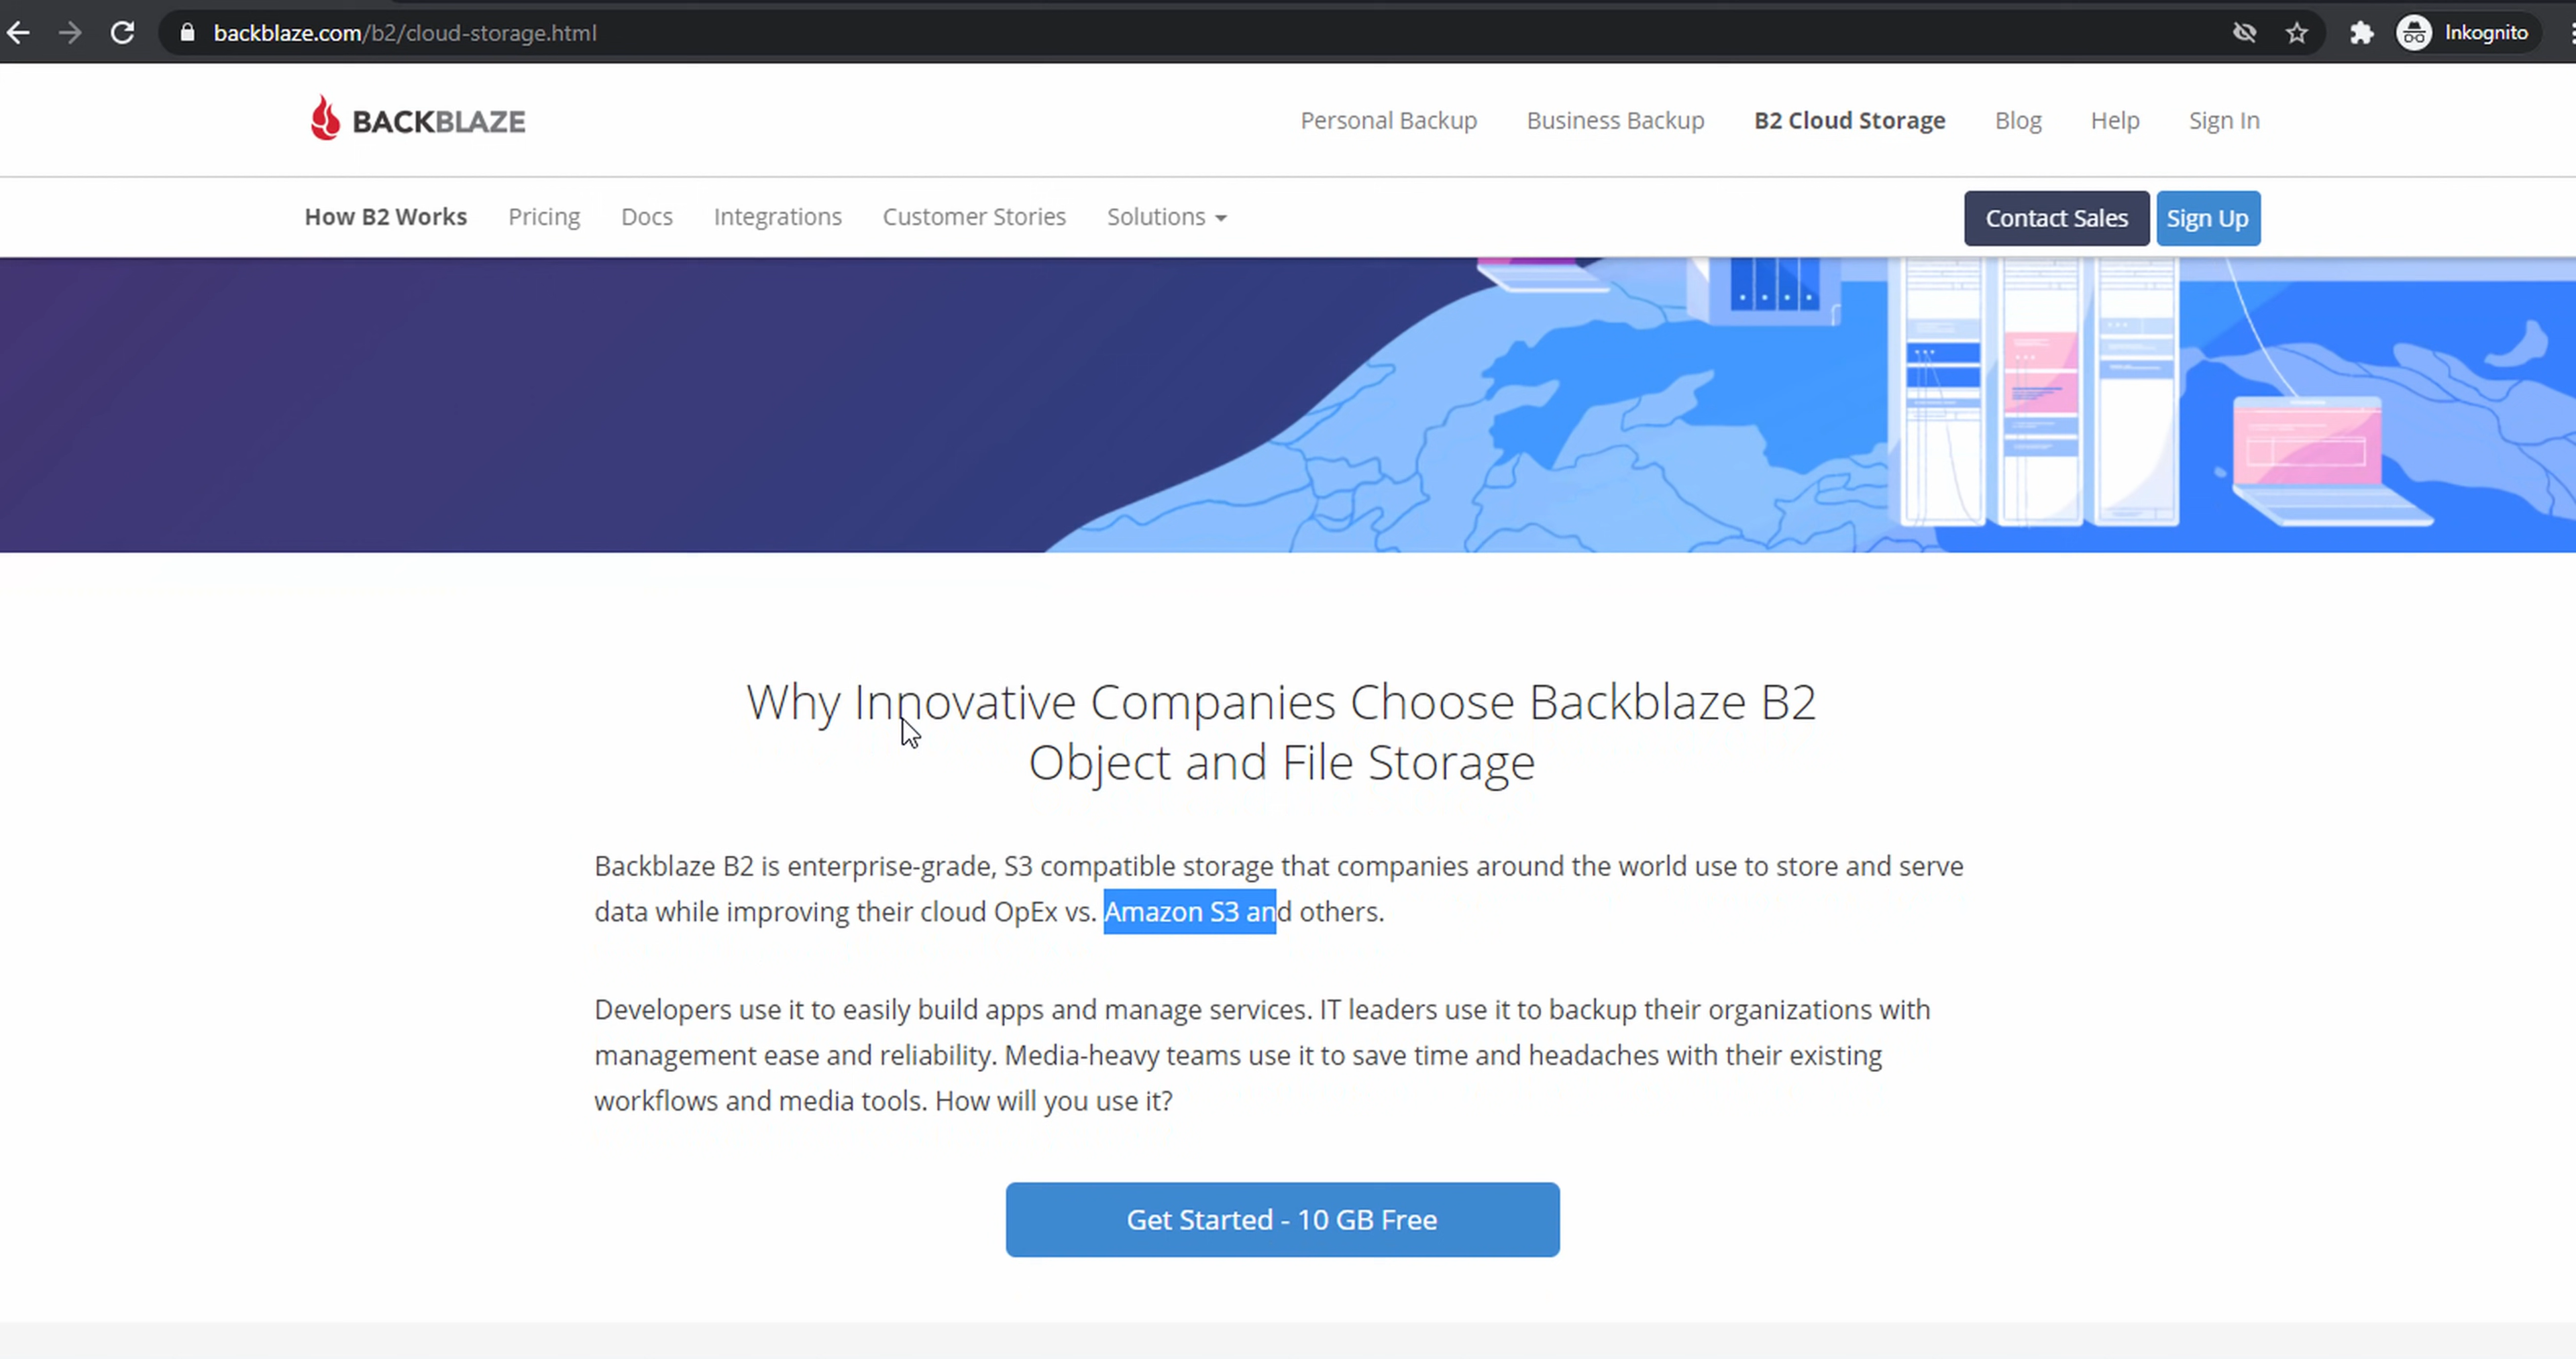 backblaze.com/b2/cloud-storage.html
Inkognito
BACKBLAZE
Personal Backup Business Backup B2 Cloud Storage Blog Help Sign In
How B2 Works Pricing Docs Integrations Customer Stories Solutions
Contact Sales Sign Up
Why Innovative Companies Choose Backblaze B2
Object and File Storage
Backblaze B2 is enterprise-grade, S3 compatible storage that companies around the world use to store and serve
data while improving their cloud OpEx vs. Amazon S3 and others.
Developers use it to easily build apps and manage services. IT leaders use it to backup their organizations with
management ease and reliability. Media-heavy teams use it to save time and headaches with their existing
workflows and media tools. How will you use it?
Get Started - 10 GB Free